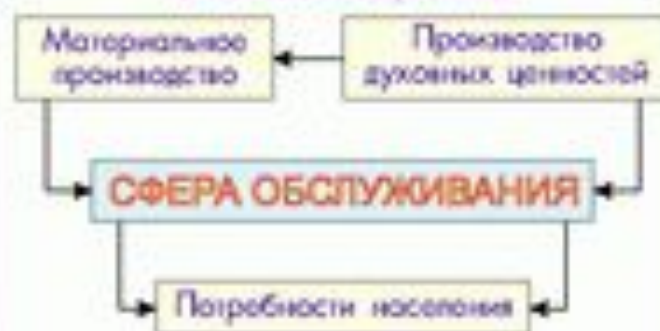 Материальное
производство
Производство
духовных ценностей
СФЕРА ОБСЛУЖИВАНИЯ
Потребности населения